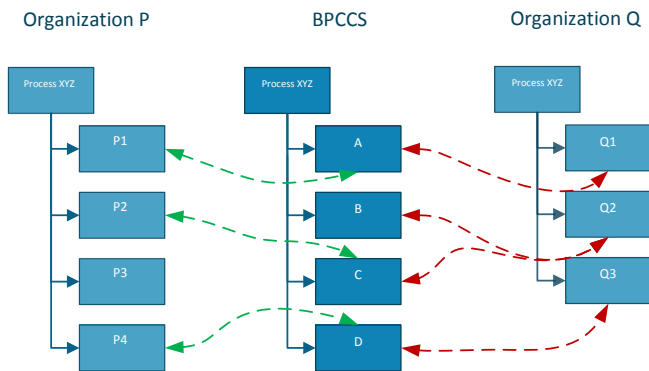 Organization P
BPCCS
Organization Q
Process XYZ
Process XYZ
Process XYZ
P1
A
Q1
P2
B
Q2
P3
C
Q3
P4
D